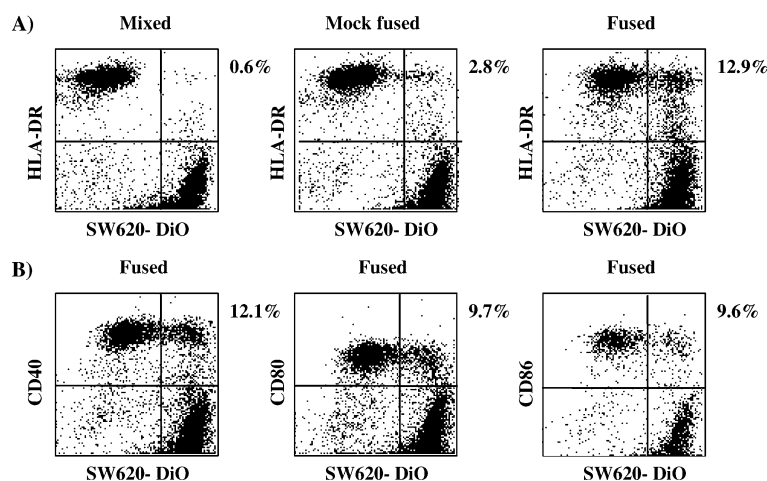 A)
Mixed
Mock fused
Fused
0.6%
2.8%
12.9%
HLA-DR
HLA-DR
HLA-DR
SW620- DiO
SW620- DiO
SW620- DiO
B)
Fused
Fused
Fused
12.1%
9.7%
9.6%
CD40
CD80
CD86
SW620- DiO
SW620- DiO
SW620- DiO